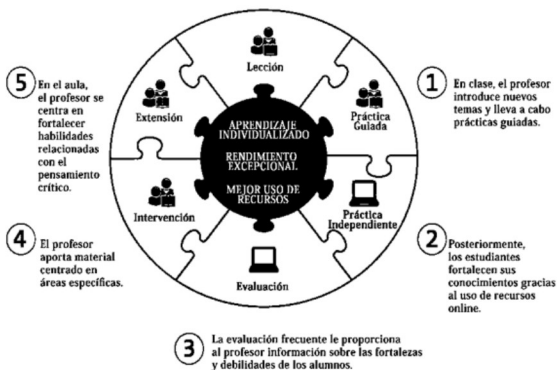 Lección
Práctica
Guiada
Práctica
Independiente
Evaluación
Intervención
Extensión
APRENDIZAJE
INDIVIDUALIZADO
RENDIMIENTO
EXCEPCIONAL
MEJOR USO DE
RECURSOS
1
En clase, el profesor
introduce nuevos
temas y lleva a cabo
prácticas guiadas.
2
Posteriormente,
los estudiantes
fortalecen sus
conocimientos gracias
al uso de recursos
online.
3
La evaluación frecuente le proporciona
al profesor información sobre las fortalezas
y debilidades de los alumnos.
4
El profesor
aporta material
centrado en
áreas específicas.
5
En el aula,
el profesor se
centra en
fortalecer
habilidades
relacionadas
con el
pensamiento
crítico.